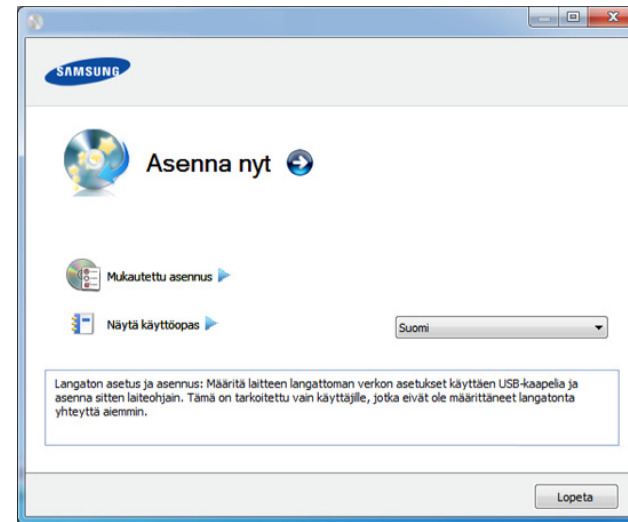 SAMSUNG
Asenna nyt
Mukautettu asennus
Näytä käyttöopas
Suomi
Langaton asetus ja asennus: Määritä laitteen langattoman verkon asetukset käyttäen USB-kaapelia ja
asenna sitten laiteohjain. Tämä on tarkoitettu vain käyttäjille, jotka eivät ole määrittäneet langatonta
yhteyttä aiemmin.
Lopeta